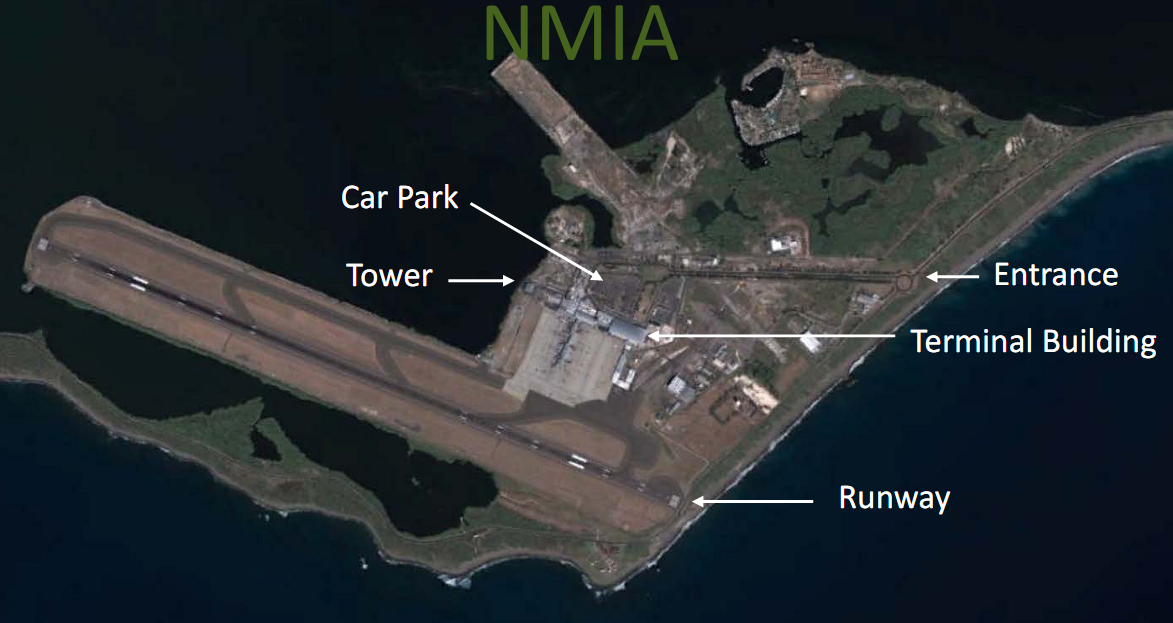 NMIA
Car Park
Tower
Entrance
Terminal Building
Runway